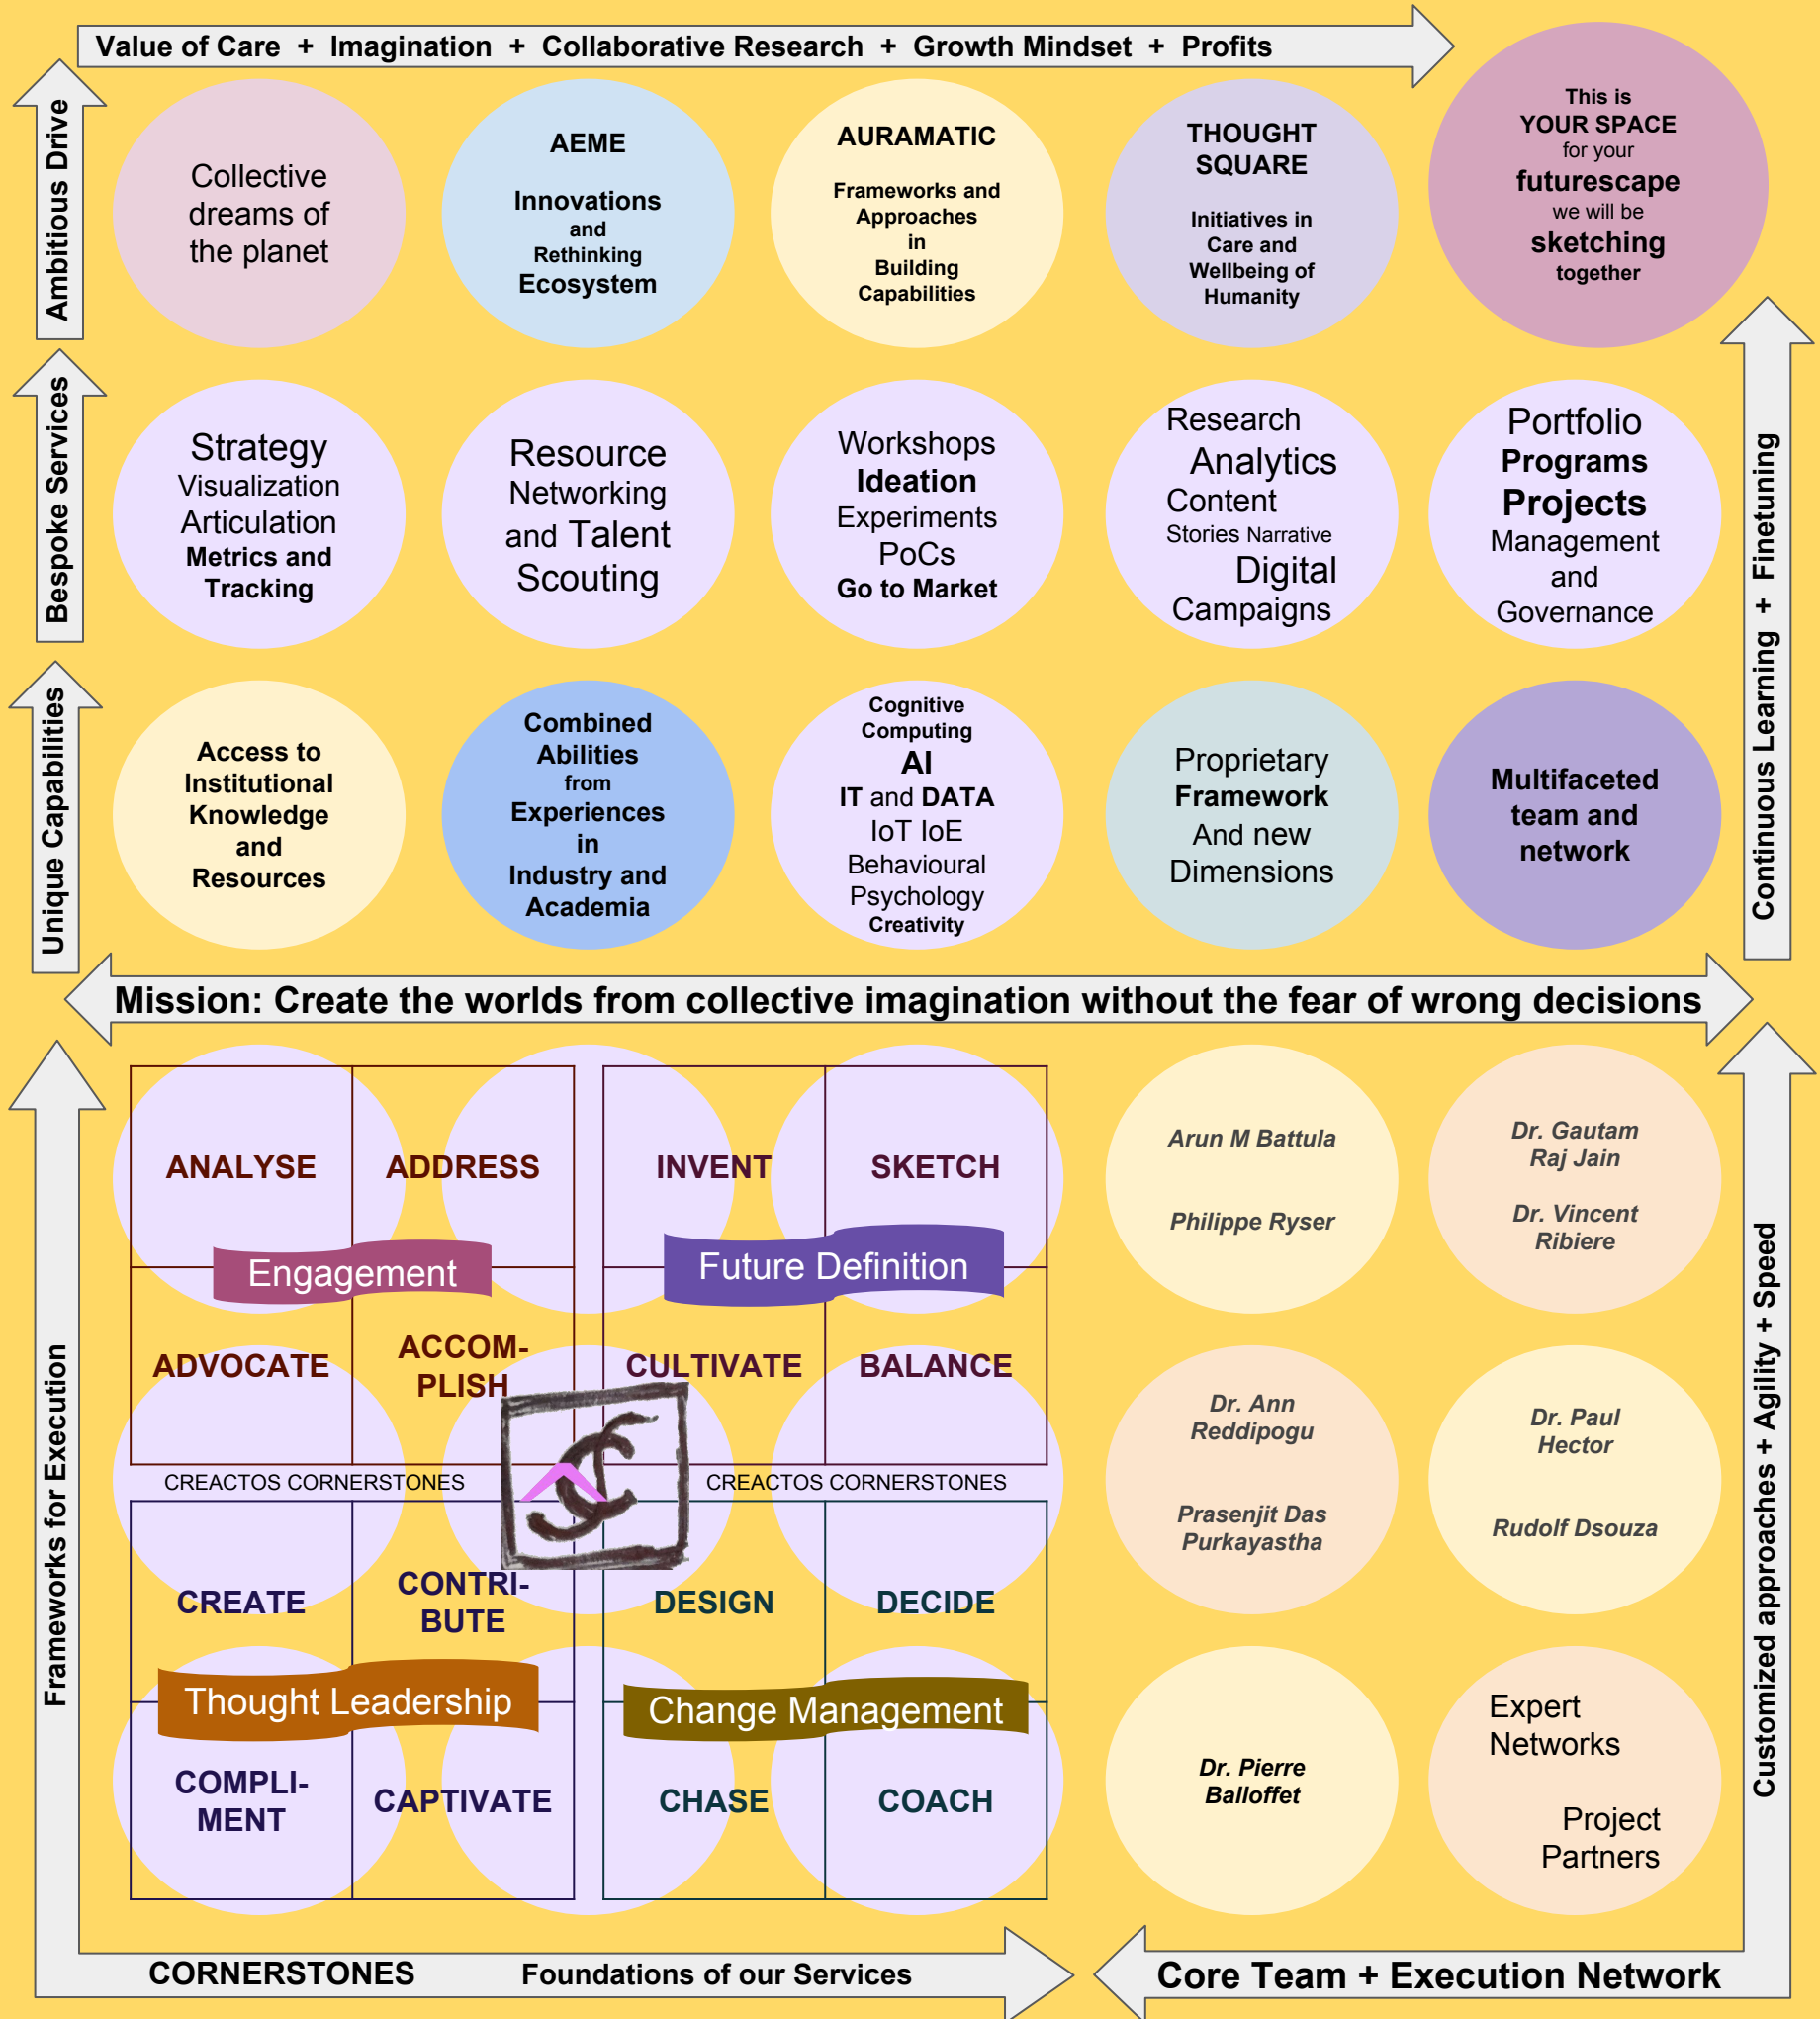 Value of Care + Imagination + Collaborative Research + Growth Mindset + Profits
Ambitious Drive
Collective
dreams of
the planet
AEME
Innovations
and
Rethinking
Ecosystem
AURAMATIC
Frameworks and
Approaches
in
Building
Capabilities
THOUGHT
SQUARE
Initiatives in
Care and
Wellbeing of
Humanity
This is
YOUR SPACE
for your
futurescape
we will be
sketching
together
Bespoke Services
Strategy
Visualization
Articulation
Metrics and
Tracking
Resource
Networking
and Talent
Scouting
Workshops
Ideation
Experiments
PoCs
Go to Market
Research
Analytics
Content
Stories Narrative
Digital
Campaigns
Portfolio
Programs
Projects
Management
and
Governance
Continuous Learning + Finetuning
Unique Capabilities
Access to
Institutional
Knowledge
and
Resources
Combined
Abilities
from
Experiences
in
Industry and
Academia
Cognitive
Computing
AI
IT and DATA
IoT IoE
Behavioural
Psychology
Creativity
Proprietary
Framework
And new
Dimensions
Multifaceted
team and
network
Mission: Create the worlds from collective imagination without the fear of wrong decisions
Frameworks for Execution
ANALYSE
ADDRESS
Engagement
ADVOCATE
ACCOM-
PLISH
INVENT
SKETCH
Future Definition
CULTIVATE
BALANCE
CREACTOS CORNERSTONES
CREACTOS CORNERSTONES
CREATE
CONTRI-
BUTE
Thought Leadership
COMPLI-
MENT
CAPTIVATE
DESIGN
DECIDE
Change Management
CHASE
COACH
Arun M Battula
Philippe Ryser
Dr. Gautam
Raj Jain
Dr. Vincent
Ribiere
Dr. Ann
Reddipogu
Prasenjit Das
Purkayastha
Dr. Paul
Hector
Rudolf Dsouza
Dr. Pierre
Balloffet
Expert
Networks
Project
Partners
Customized approaches + Agility + Speed
CORNERSTONES Foundations of our Services
Core Team + Execution Network